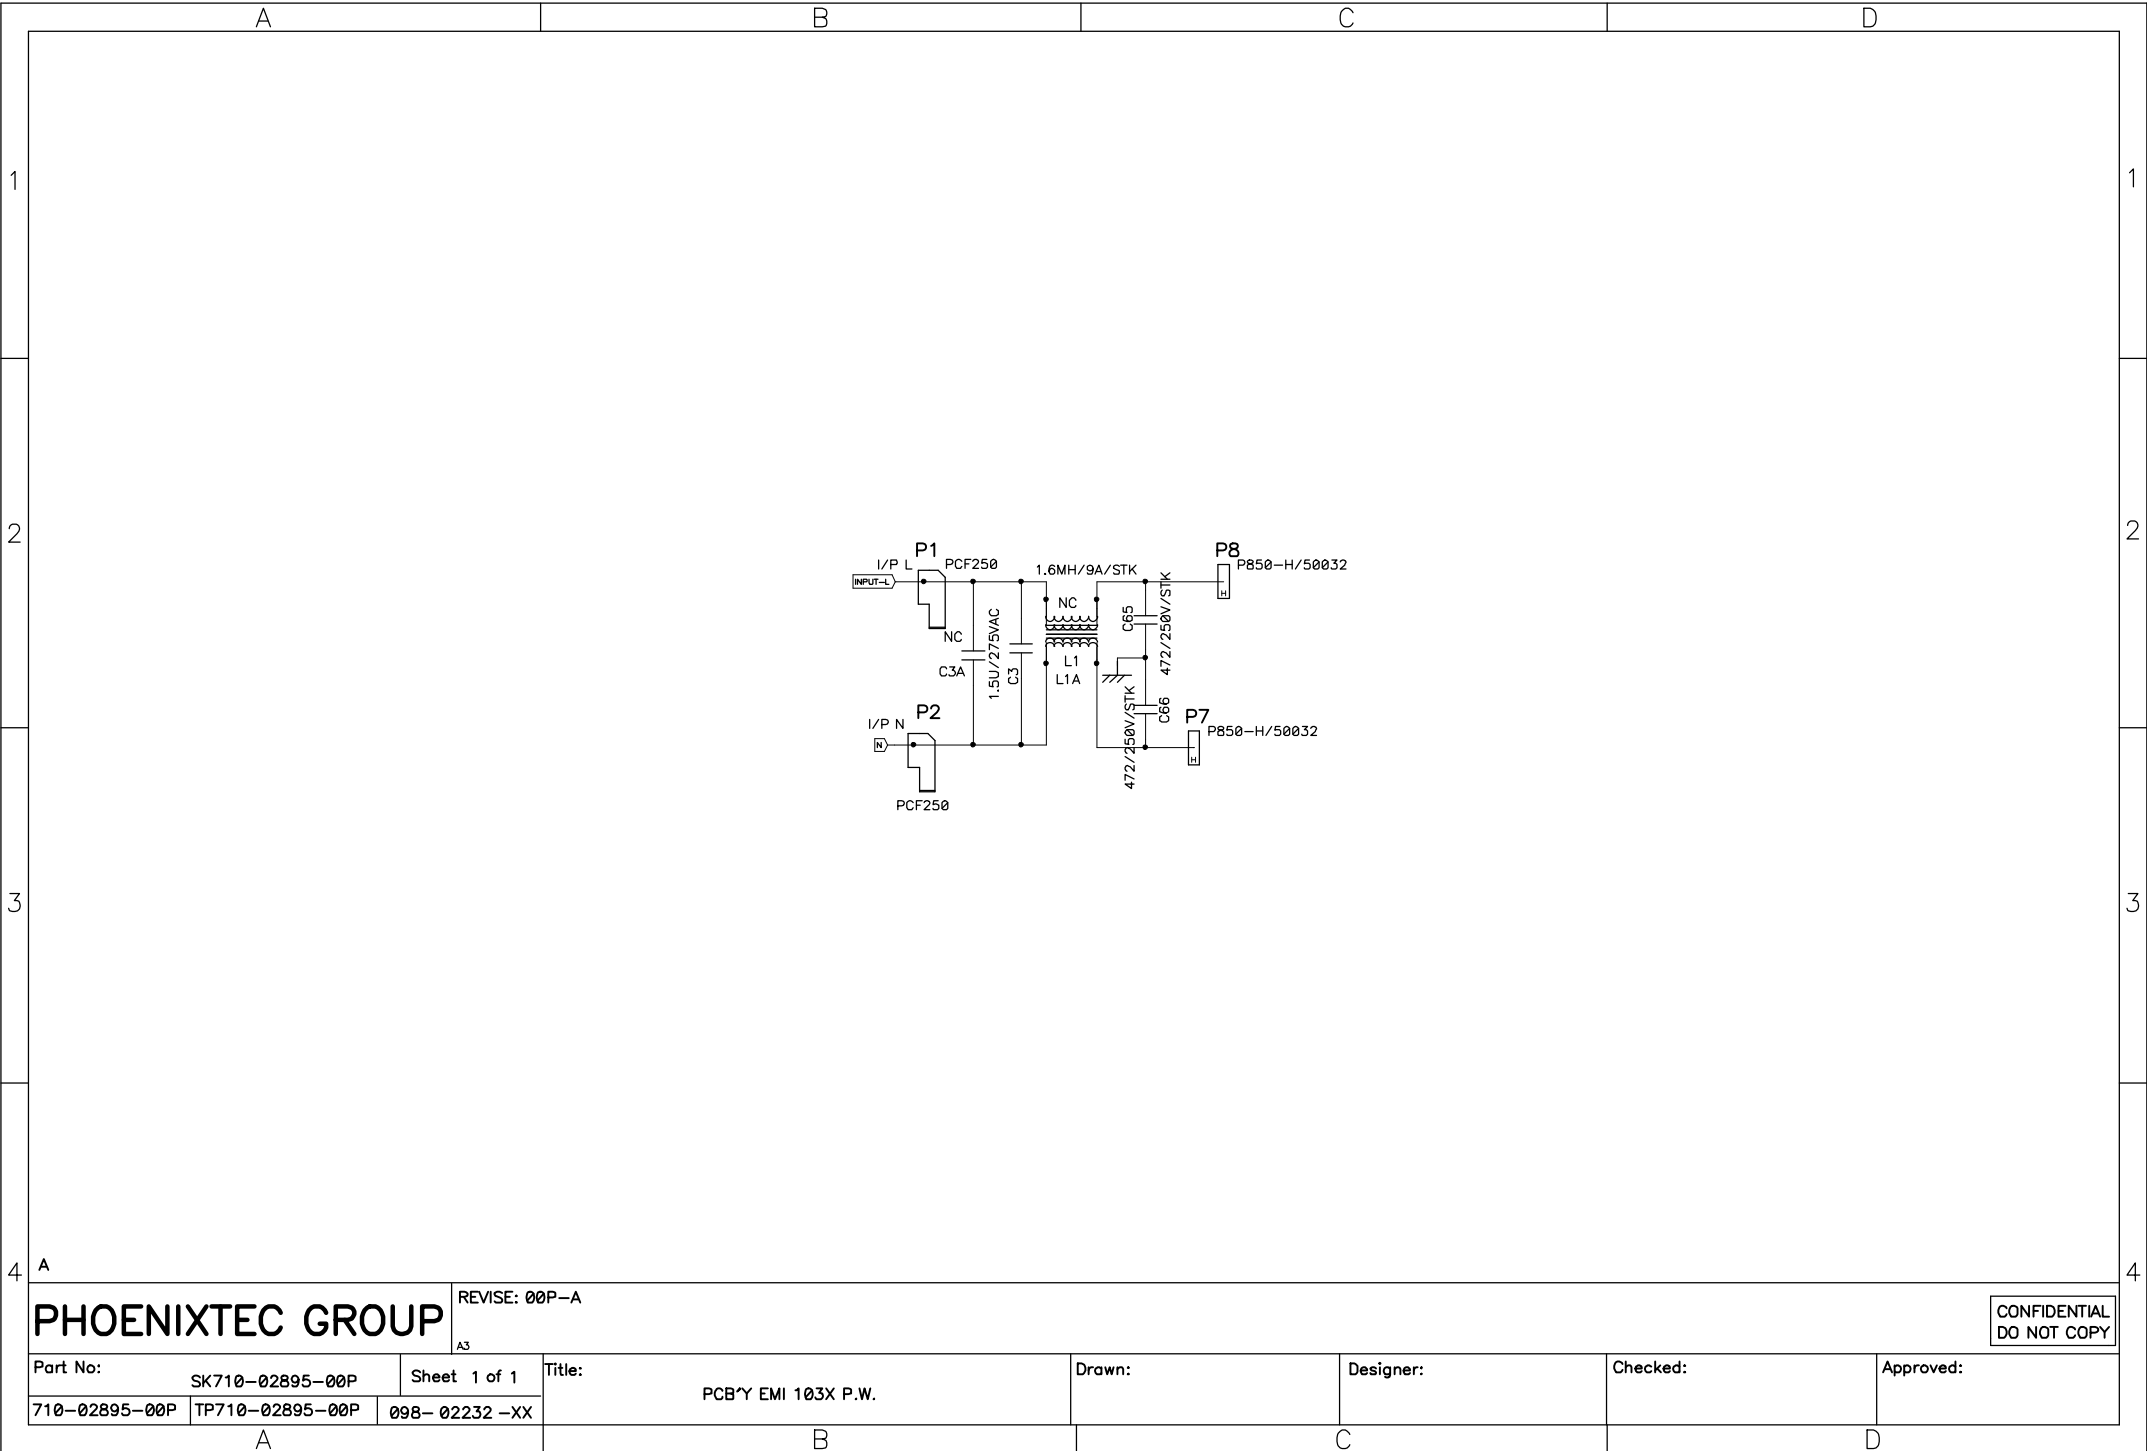 A
B
C
D
1
1
2
2
3
3
4
4
P1
I/P L
PCF250
INPUT-L
NC
C3A
1.5U/275VAC
C3
1.6MH/9A/STK
NC
L1
L1A
C65
472/250V/STK
P8
P850-H/50032
H
P2
I/P N
N
PCF250
472/250V/STK
C66
P7
P850-H/50032
H
A
PHOENIXTEC GROUP
REVISE: 00P-A
A3
CONFIDENTIAL
DO NOT COPY
Part No:
SK710-02895-00P
Sheet 1 of 1
710-02895-00P
TP710-02895-00P
098- 02232 -XX
Title:
PCB'Y EMI 103X P.W.
Drawn:
Designer:
Checked:
Approved:
A
B
C
D